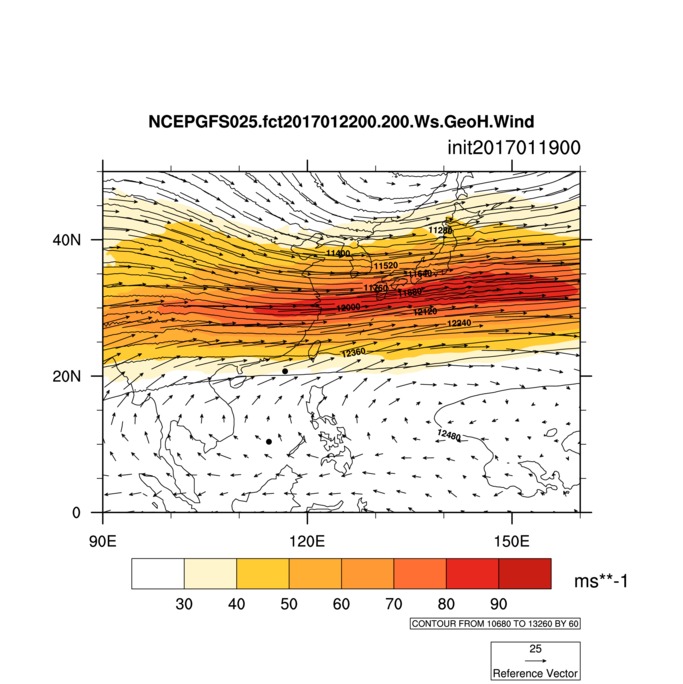 NCEPGFS025.fct2017012200.200.Ws.GeoH.Wind
init2017011900
40N
20N
0
11280
11400
11520
11640
11760
11880
12000
12120
12240
12360
12480
90E 120E 150E
30 40 50 60 70 80 90
ms**-1
CONTOUR FROM 10680 TO 13260 BY 60
25
Reference Vector